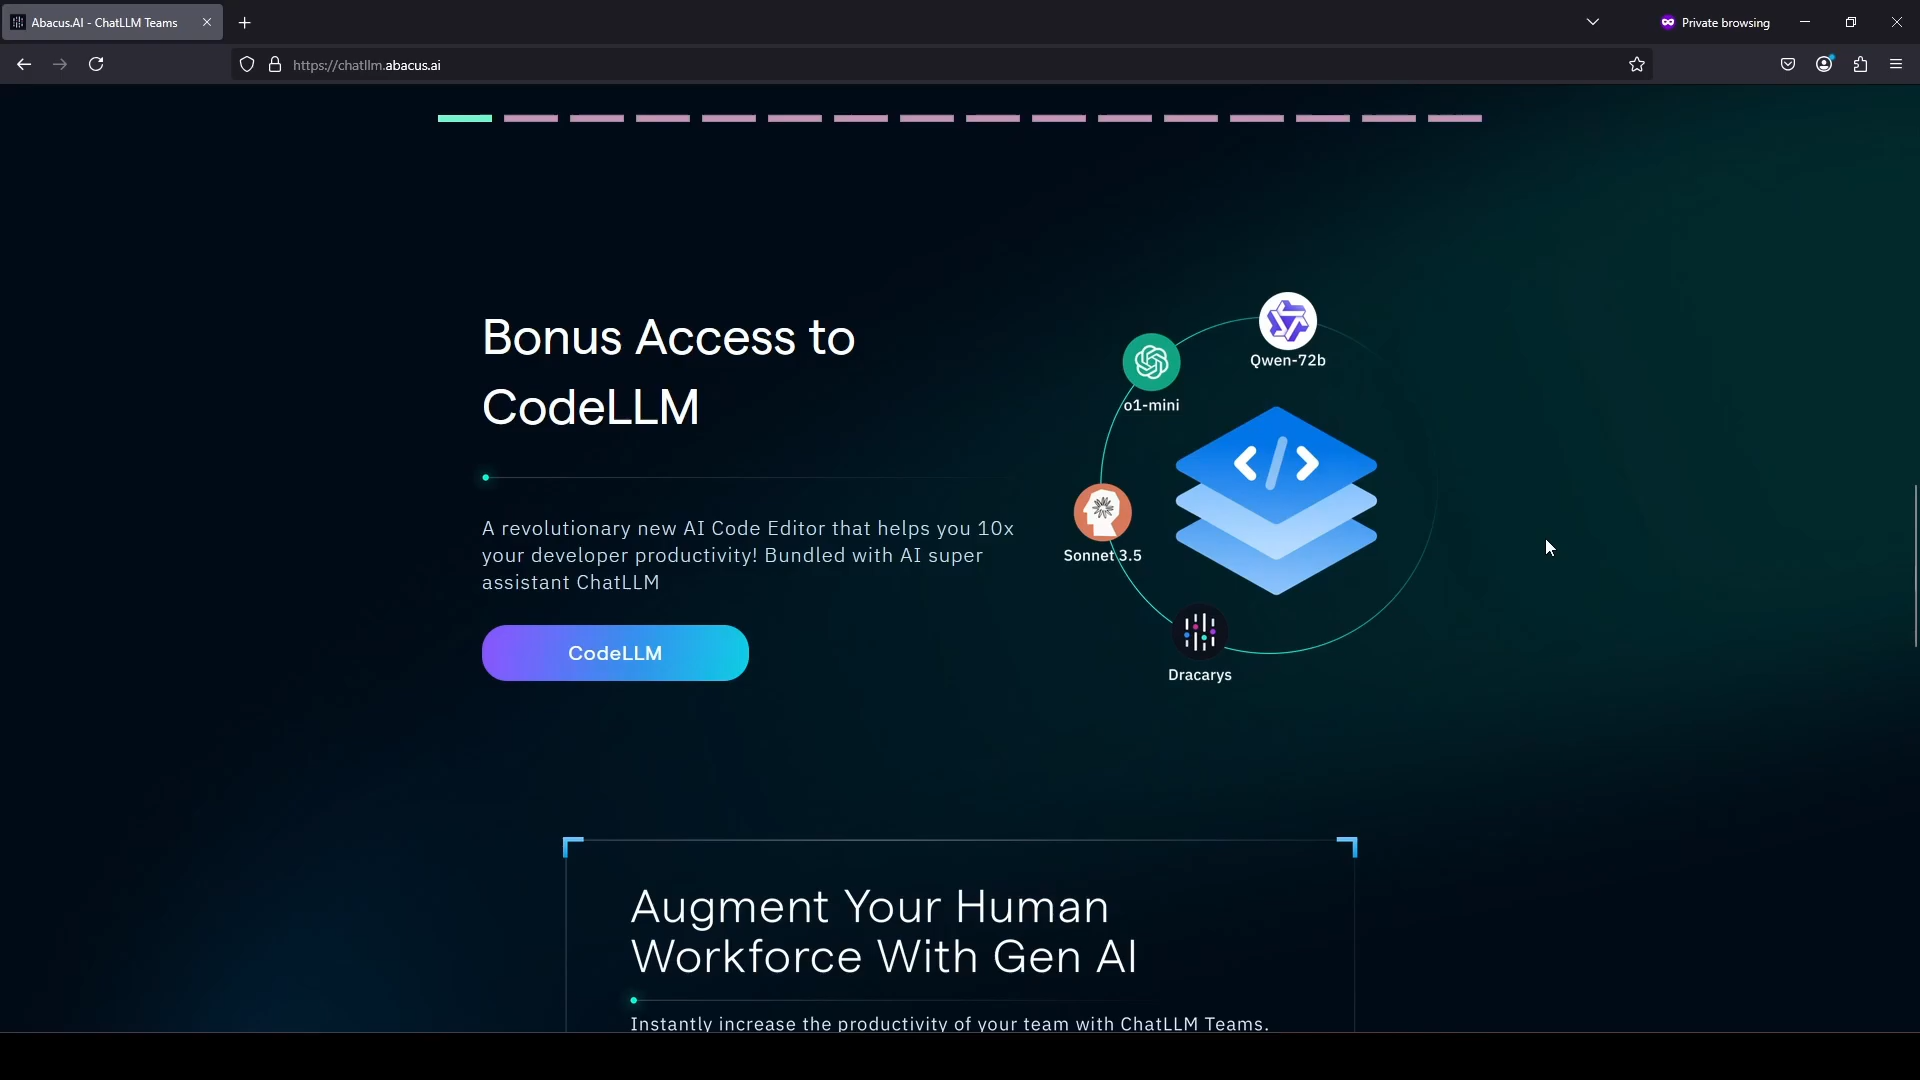 Abacus.AI - ChatLLM Teams
Private browsing
https://chatllm.abacus.ai
Bonus Access to
CodeLLM
A revolutionary new AI Code Editor that helps you 10x
your developer productivity! Bundled with AI super
assistant ChatLLM
CodeLLM
Qwen-72b
o1-mini
Sonnet 3.5
Dracarys
Augment Your Human
Workforce With Gen AI
Instantly increase the productivity of your team with ChatLLM Teams.